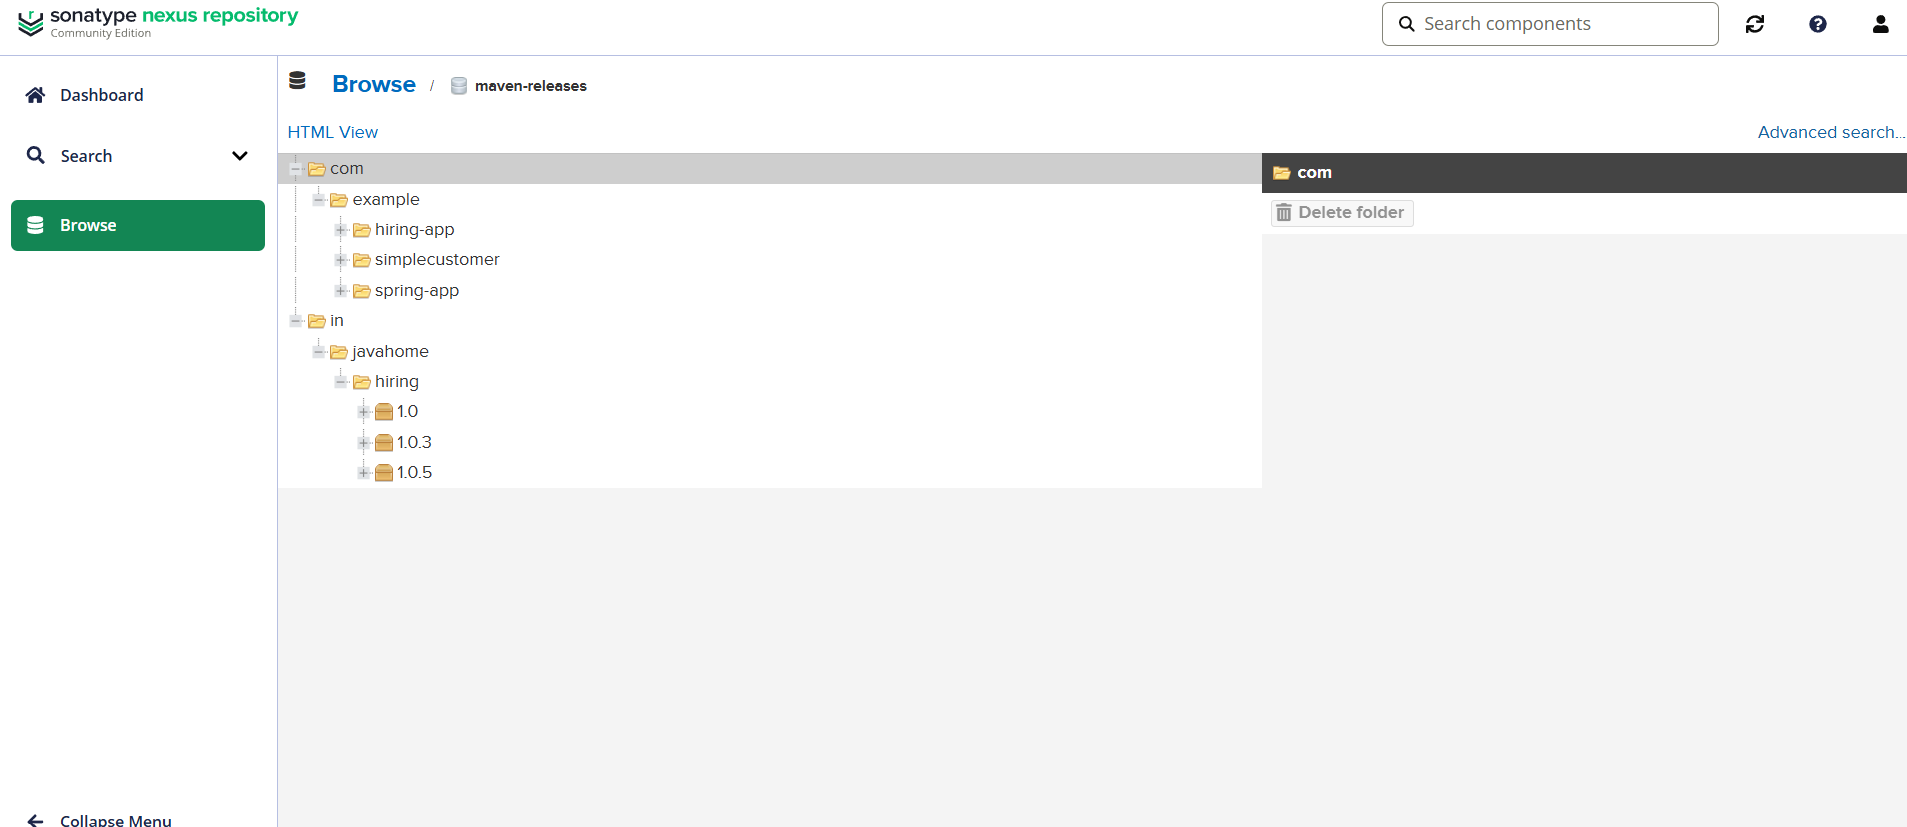 sonatype nexus repository
Community Edition
Search components
Dashboard
Search
Browse
Collapse Menu
Browse / maven-releases
HTML View
Advanced search...
com
example
hiring-app
simplecustomer
spring-app
in
javahome
hiring
1.0
1.0.3
1.0.5
com
Delete folder